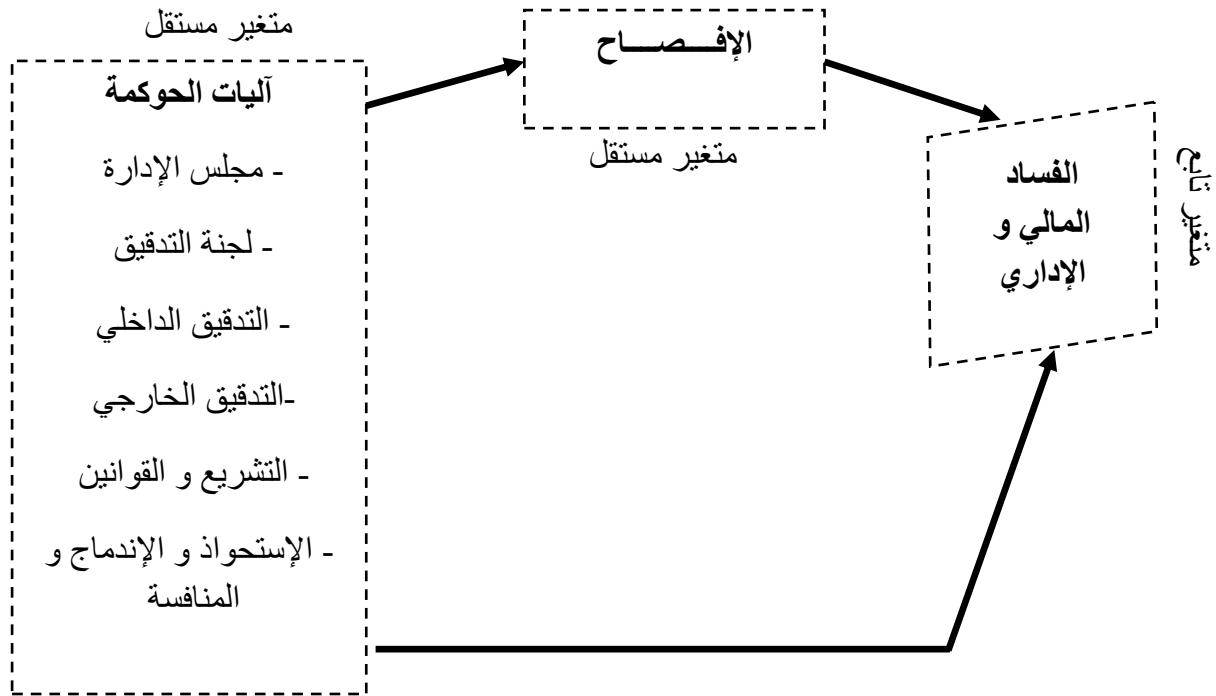 متغير مستقل
آليات الحوكمة
- مجلس الإدارة
- لجنة التدقيق
- التدقيق الداخلي
-التدقيق الخارجي
- التشريع و القوانين
- الإستحواذ و الإندماج و
المنافسة
الإفــــصـــــاح
متغير مستقل
الفساد
المالي و
الإداري
متغير تابع